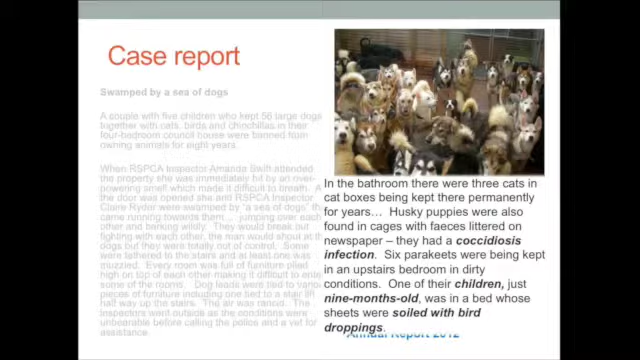 Case report
Swamped by a sea of dogs
A couple with five children who kept 56 large dogs
together with cats, birds and chinchillas in their
four-bedroom council house were banned from
owning animals for eight years.
When RSPCA Inspector Amanda Swift attended
the property she was immediately hit by an over-
powering smell which made it difficult to breath. A
the door was opened she and RSPCA Inspector
Claire Ryder were swamped by "a sea of dogs" th
came running towards them… jumping over each
other and barking wildly. They would break out
fighting with each other, the man would shout at th
dogs but they were totally out of control. Some
were tethered to the stairs and at least one was
muzzled. Every room was full of furniture piled
high on top of each other making it difficult to ente
some of the rooms. Dog leads were tied to vario
pieces of furniture including one tied to a stair lift
half way up the stairs. The air was rancid. The
inspectors went outside as the conditions were
unbearable before calling the police and a vet for
assistance.
In the bathroom there were three cats in
cat boxes being kept there permanently
for years… Husky puppies were also
found in cages with faeces littered on
newspaper – they had a coccidiosis
infection. Six parakeets were being kept
in an upstairs bedroom in dirty
conditions. One of their children, just
nine-months-old, was in a bed whose
sheets were soiled with bird
droppings.
Annual Report 2012